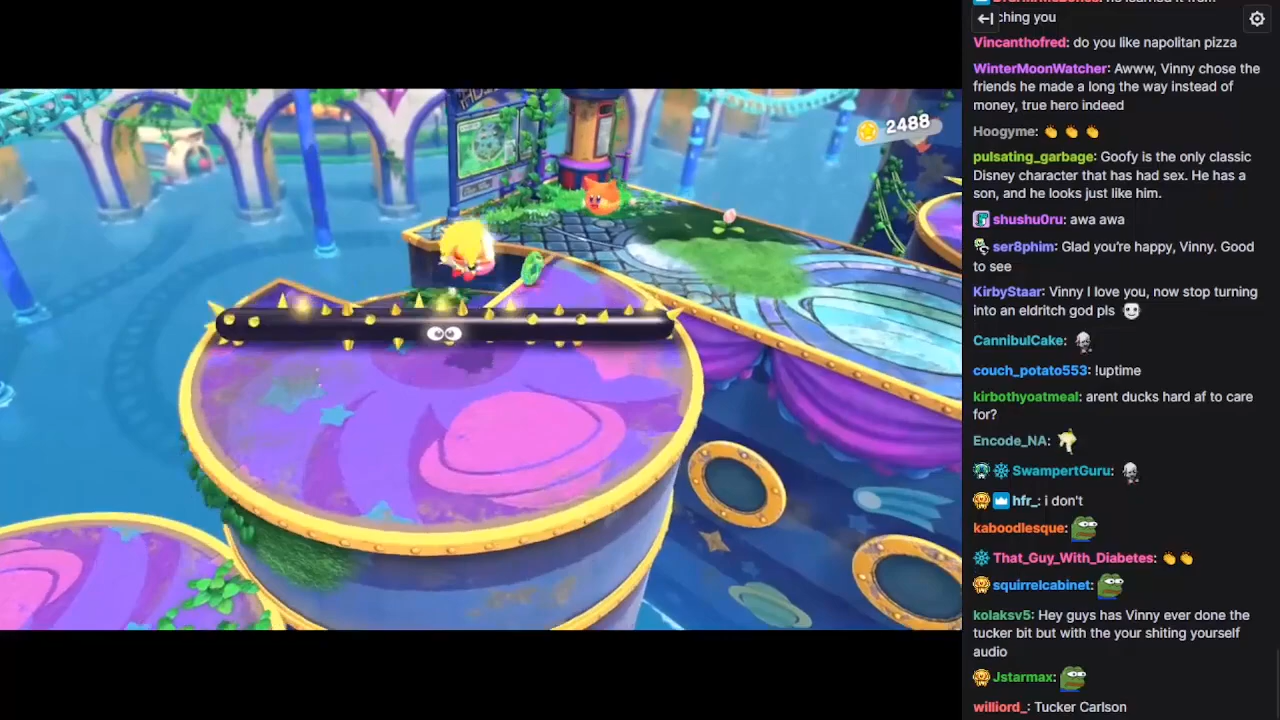 2488
ching you
Vincanthofred: do you like napolitan pizza
WinterMoonWatcher: Awww, Vinny chose the
friends he made a long the way instead of
money, true hero indeed
Hoogyme:
pulsating_garbage: Goofy is the only classic
Disney character that has had sex. He has a
son, and he looks just like him.
shushu0ru: awa awa
ser8phim: Glad you're happy, Vinny. Good
to see
KirbyStaar: Vinny I love you, now stop turning
into an eldritch god pls
CannibulCake:
couch_potato553: !uptime
kirbothyoatmeal: arent ducks hard af to care
for?
Encode_NA:
SwampertGuru:
hfr_: i don't
kaboodlesque:
That_Guy_With_Diabetes:
squirrelcabinet:
kolaksv5: Hey guys has Vinny ever done the
tucker bit but with the your shiting yourself
audio
Jstarmax:
williord_: Tucker Carlson